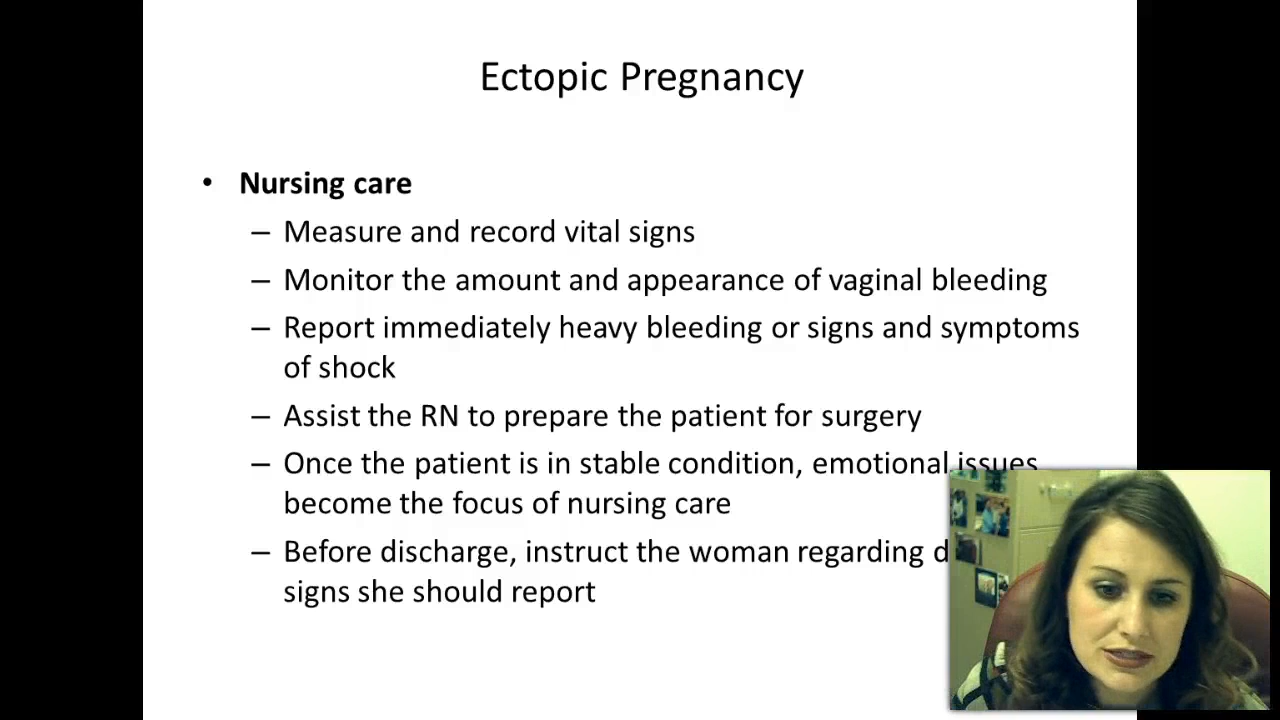 Ectopic Pregnancy
• Nursing care
– Measure and record vital signs
– Monitor the amount and appearance of vaginal bleeding
– Report immediately heavy bleeding or signs and symptoms
of shock
– Assist the RN to prepare the patient for surgery
– Once the patient is in stable condition, emotional issues
become the focus of nursing care
– Before discharge, instruct the woman regarding
signs she should report